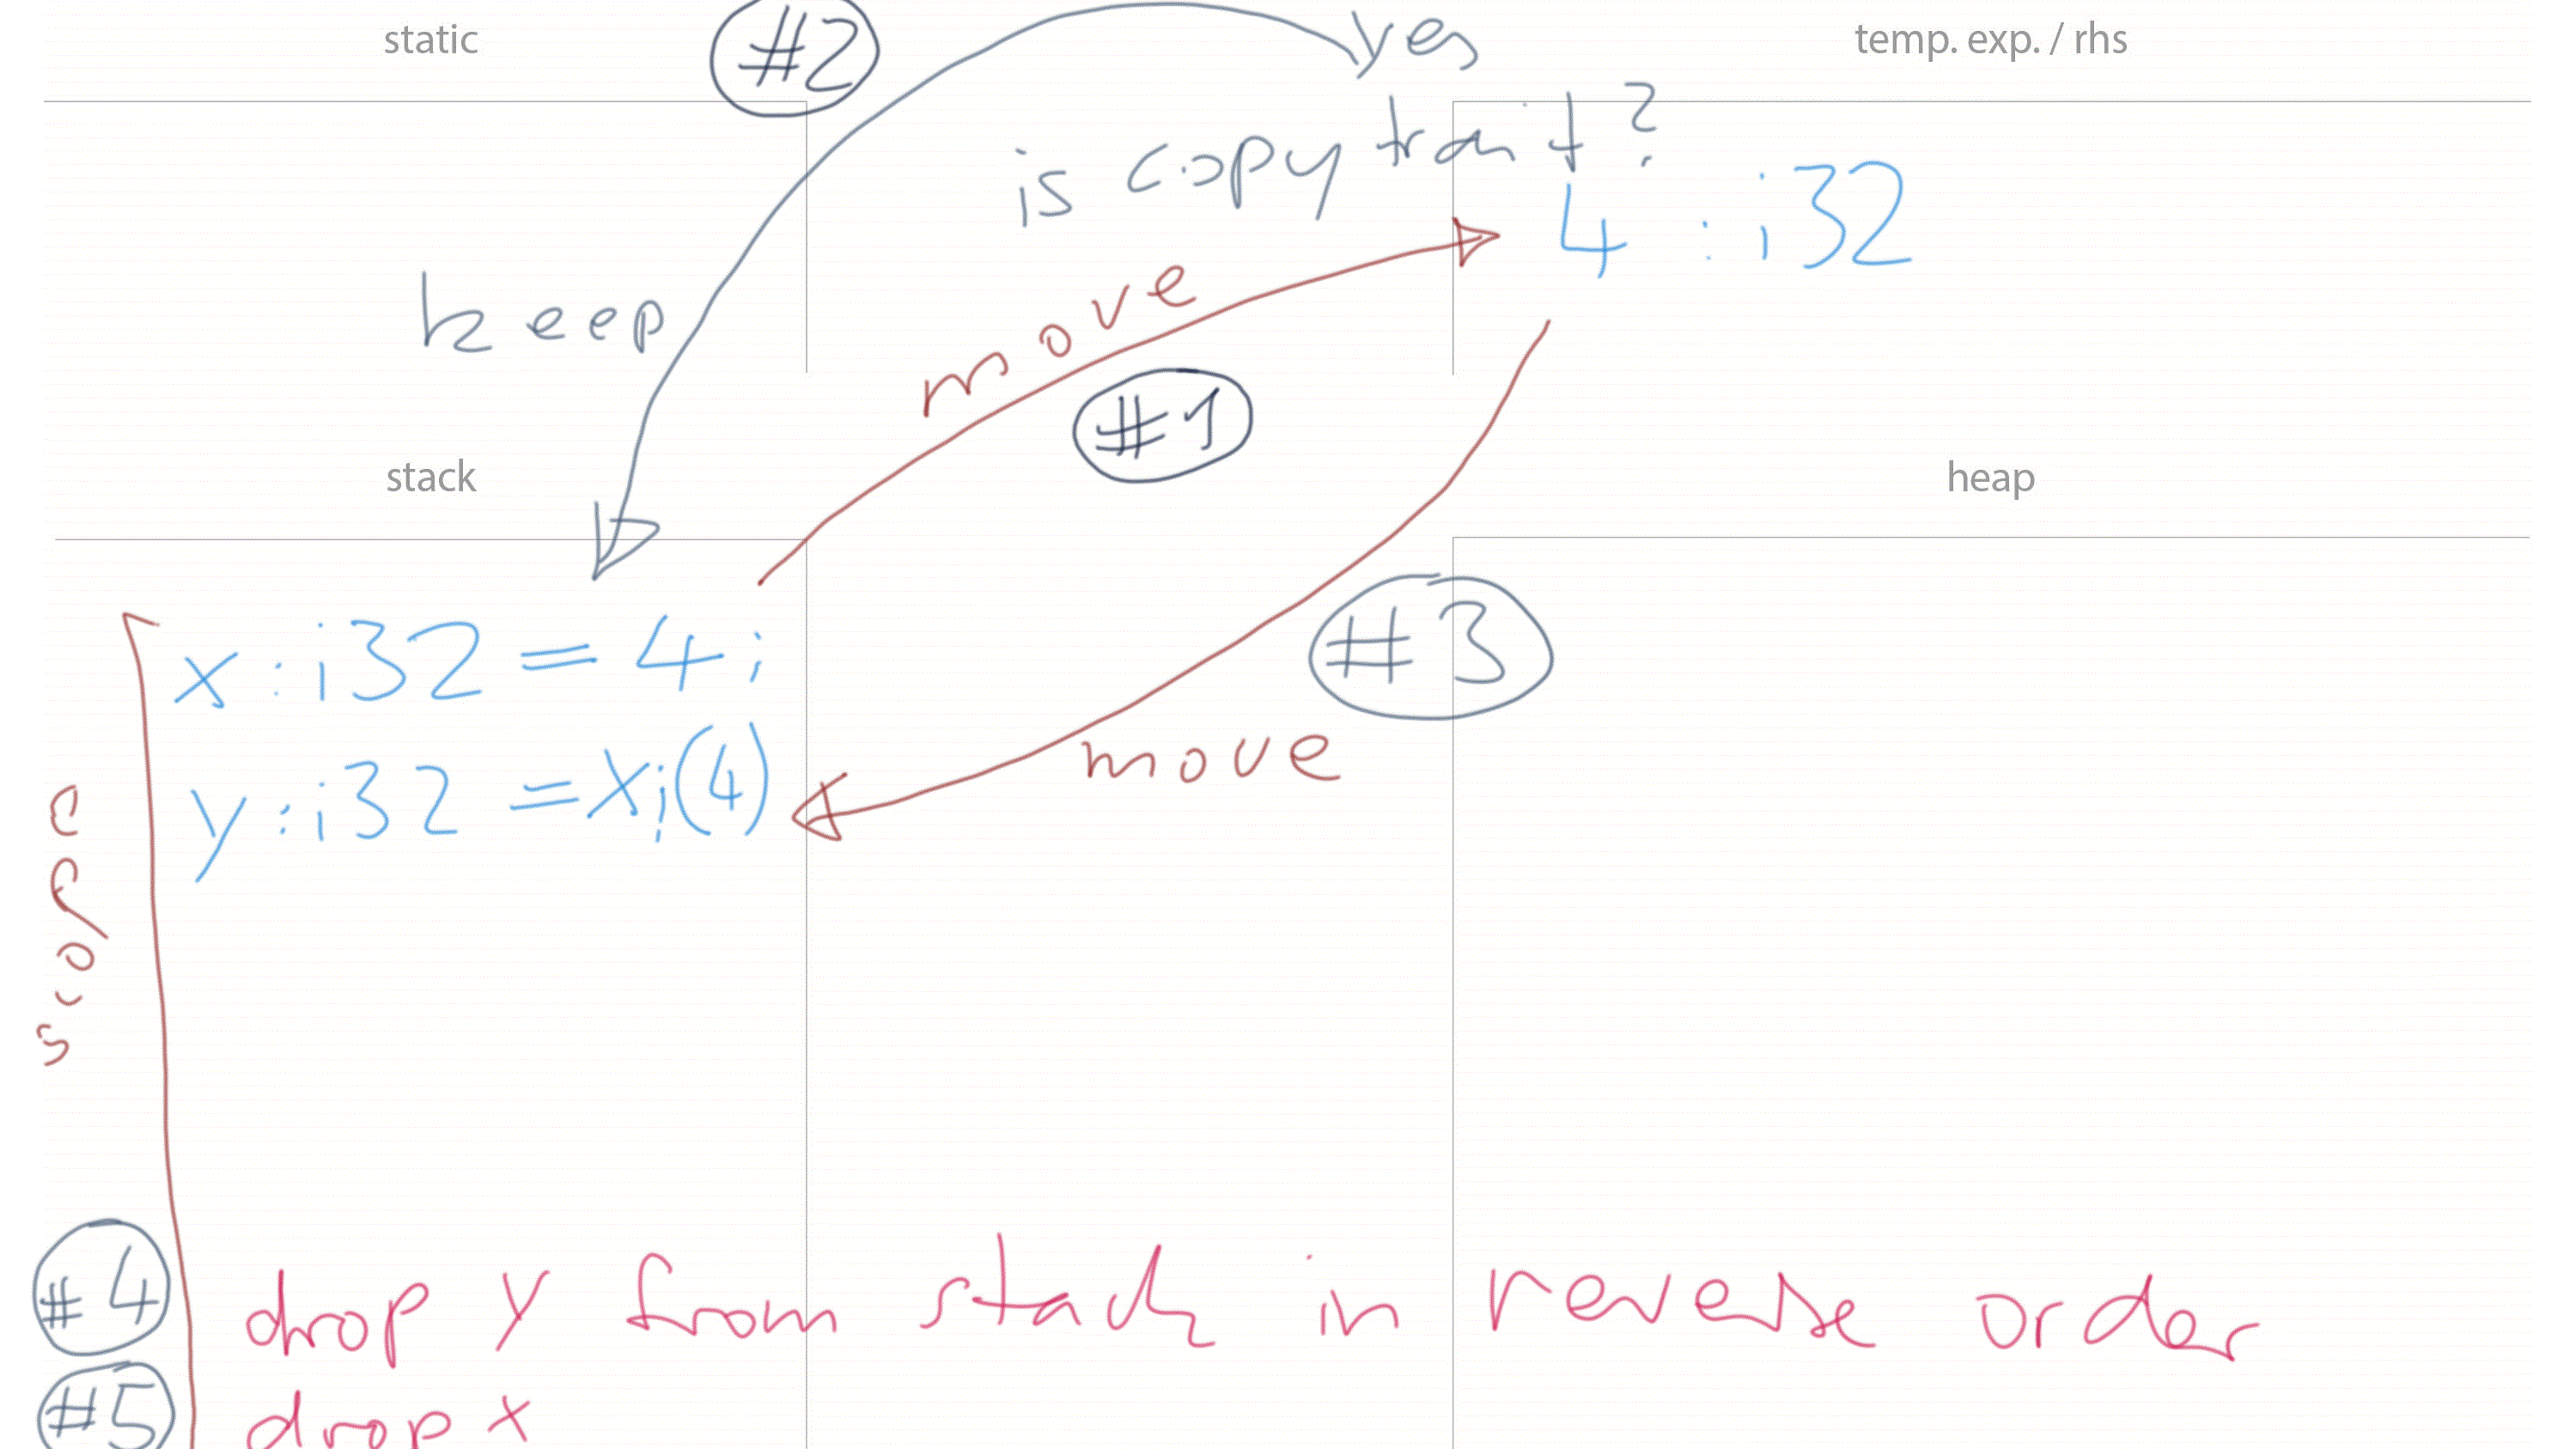 static
#2
yes
temp. exp. / rhs
is copy trait?
4 : i32
keep
move
#1
stack
heap
x : i32 = 4;
#3
y : i32 = x;(4)
move
scope
#4 drop y from stack in reverse order
#5 drop x